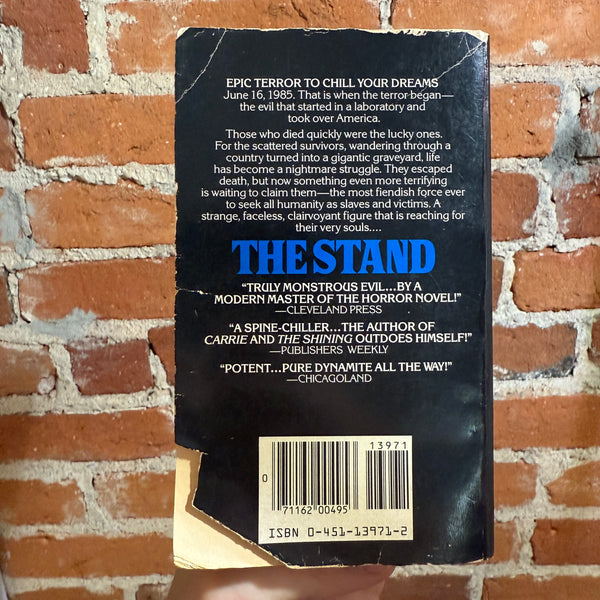 EPIC TERROR TO CHILL YOUR DREAMS
June 16, 1985. That is when the terror began—
the evil that started in a laboratory and
took over America.
Those who died quickly were the lucky ones.
For the scattered survivors, wandering through a
country turned into a gigantic graveyard, life
has become a nightmare struggle. They escaped
death, but now something even more terrifying
is waiting to claim them—the most fiendish force ever
to seek all humanity as slaves and victims. A
strange, faceless, clairvoyant figure that is reaching for
their very souls....
THE STAND
“TRULY MONSTROUS EVIL...BY A
MODERN MASTER OF THE HORROR NOVEL!”
—CLEVELAND PRESS
“A SPINE-CHILLER...THE AUTHOR OF
CARRIE AND THE SHINING OUTDOES HIMSELF!”
—PUBLISHERS WEEKLY
“POTENT...PURE DYNAMITE ALL THE WAY!”
—CHICAGOLAND
13971
0
71162 00495
ISBN 0-451-13971-2